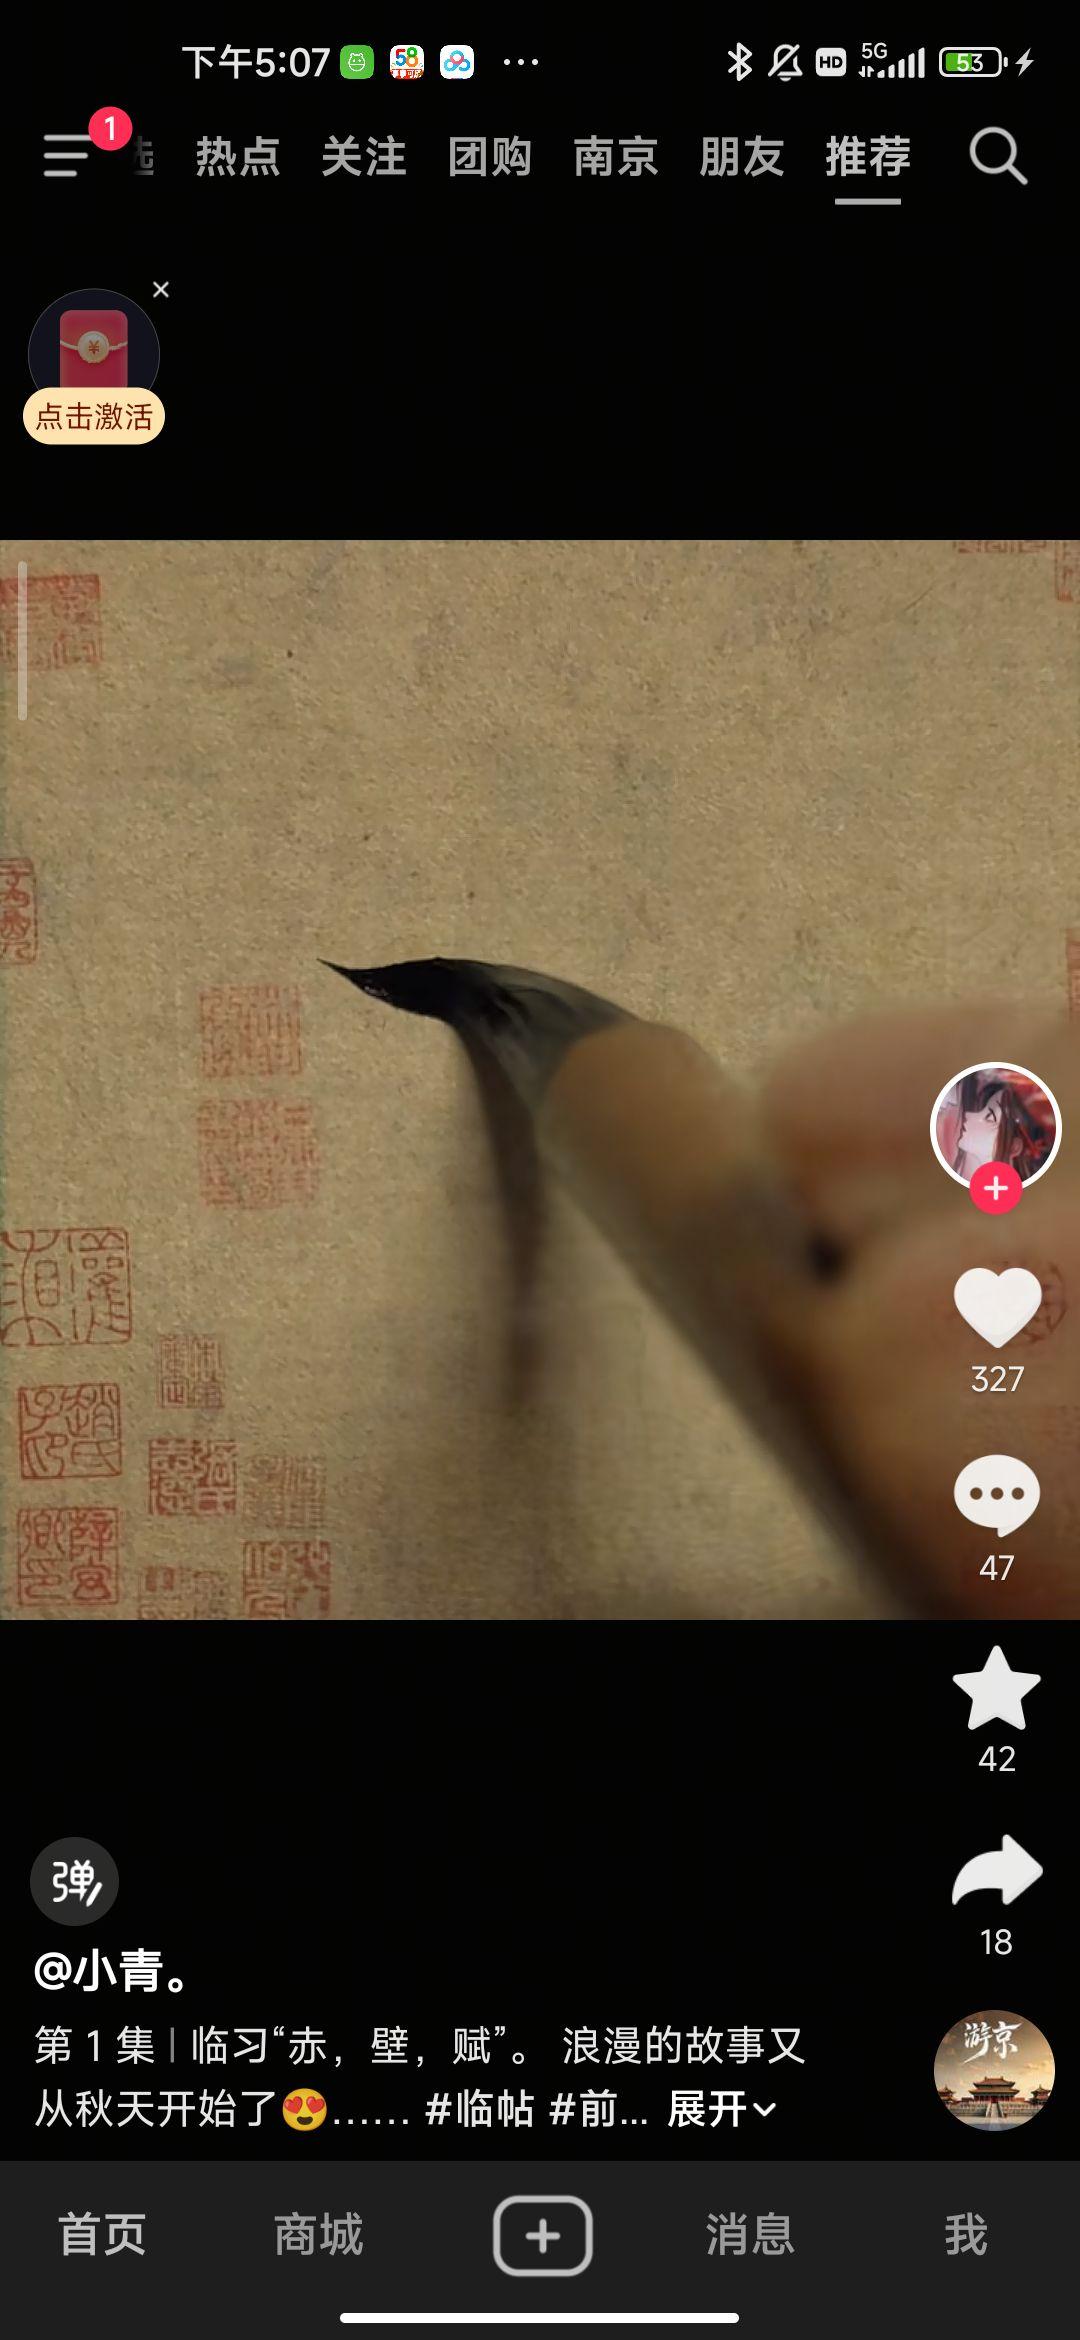 下午5:07
58
HD
5G
53
1
选 热点 关注 团购 南京 朋友 推荐
¥
点击激活
327
47
42
弹
18
@小青。
第 1 集 | 临习“赤，壁，赋”。 浪漫的故事又
从秋天开始了😍...... #临帖 #前... 展开
游京
首页 商城 消息 我